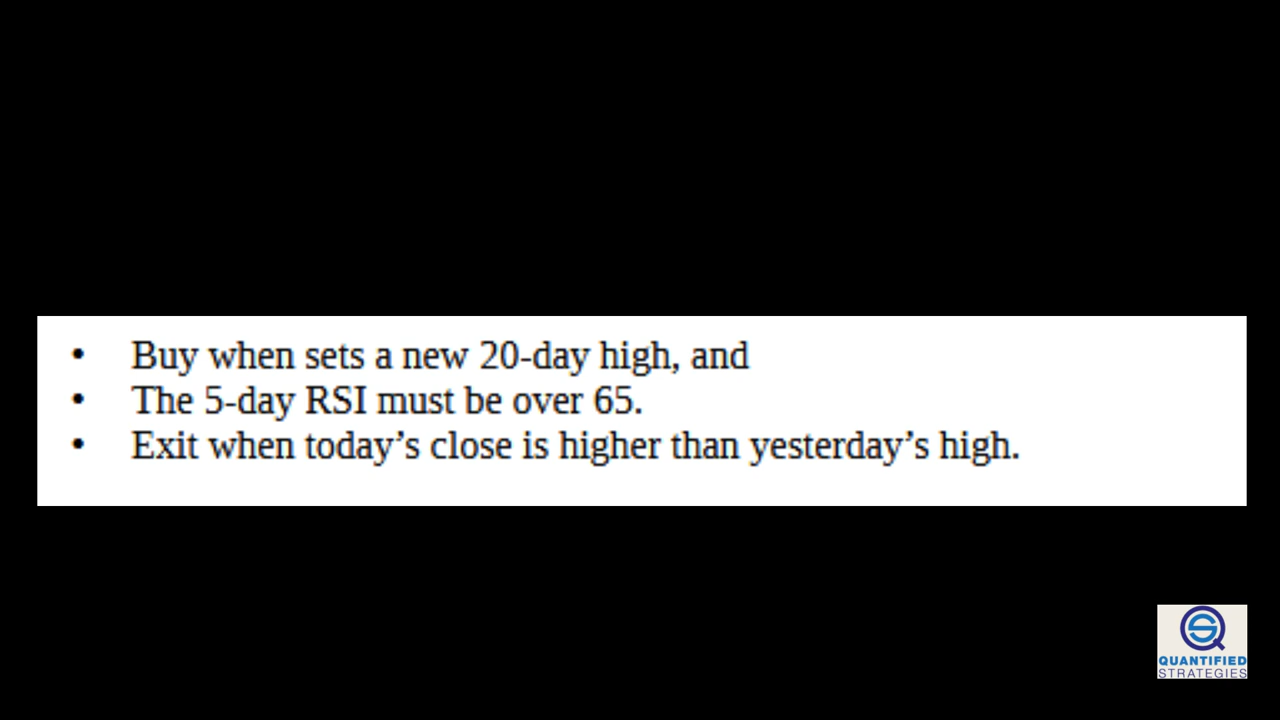 • Buy when sets a new 20-day high, and
• The 5-day RSI must be over 65.
• Exit when today’s close is higher than yesterday’s high.
QUANTIFIED
STRATEGIES